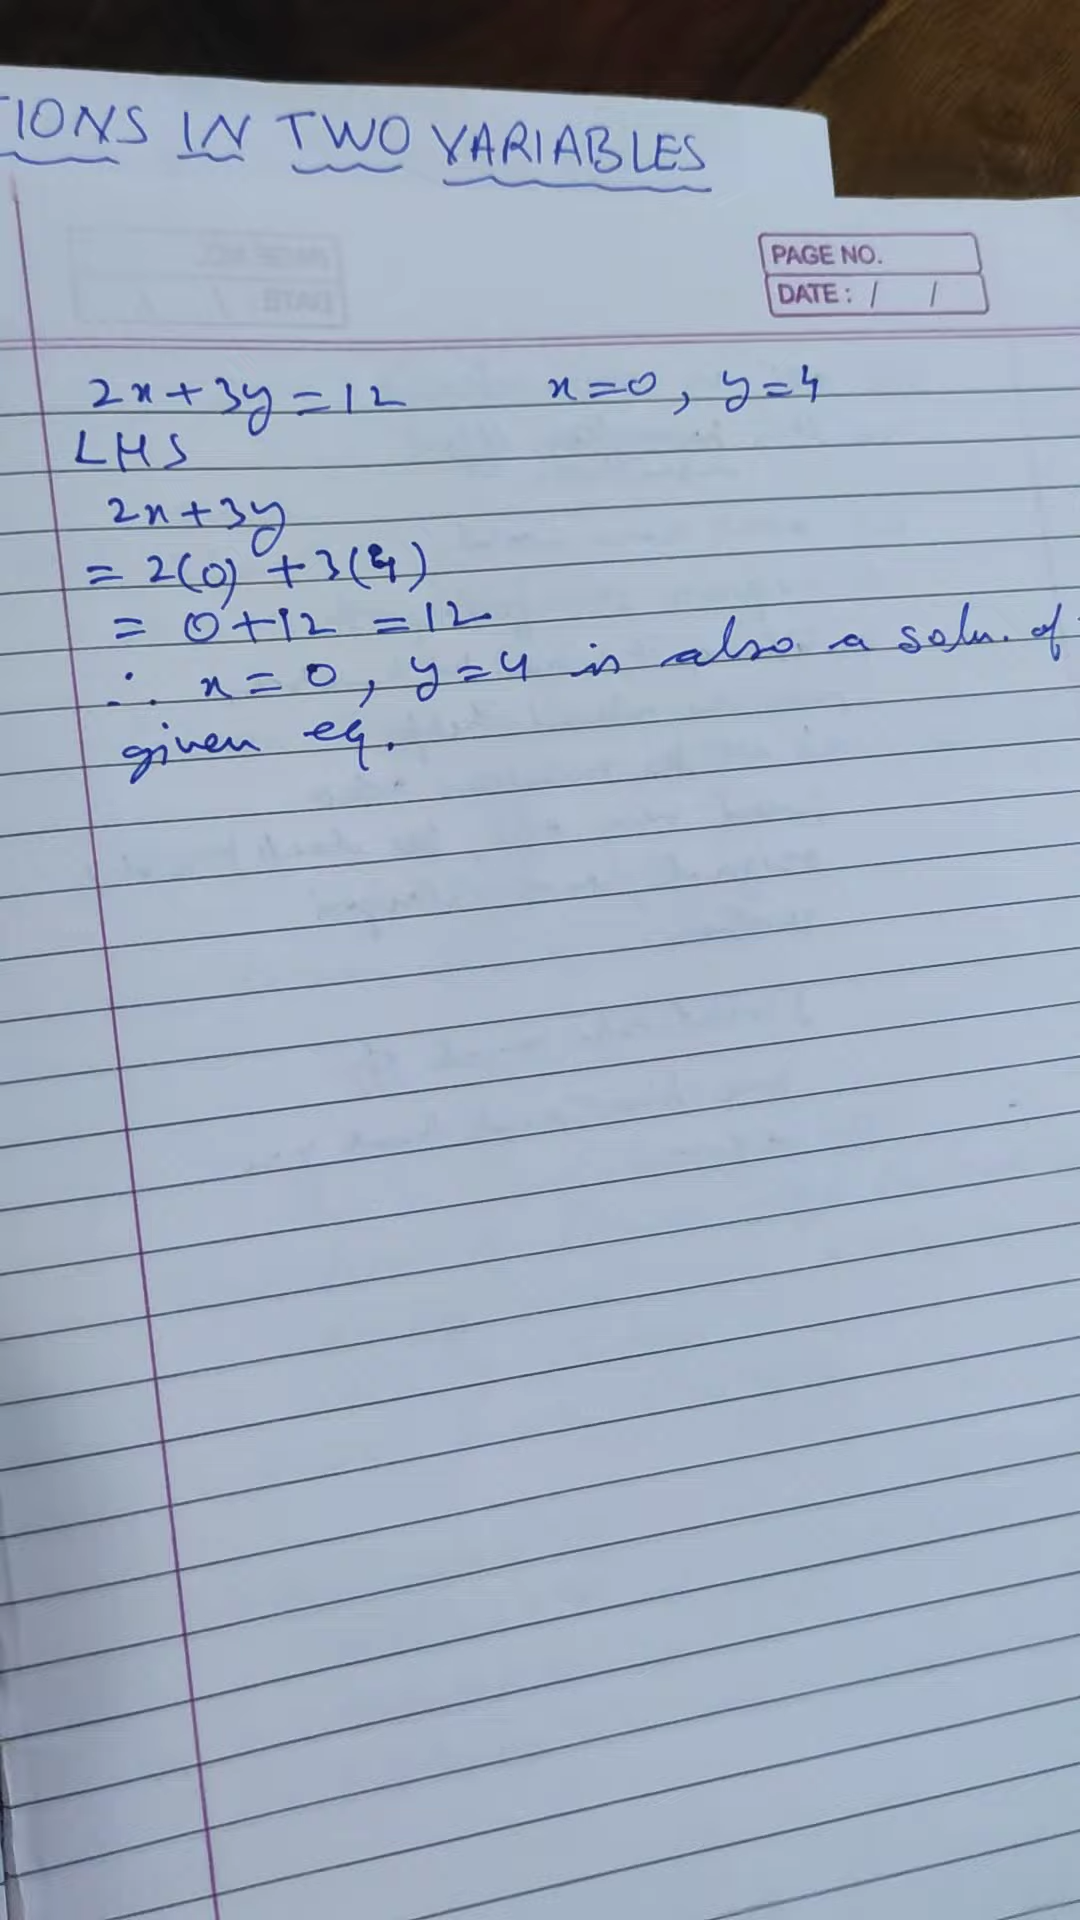 TIONS IN TWO VARIABLES
PAGE NO.
DATE: / /
2x+3y=12 x=0, y=4
LHS
2x+3y
= 2(0) +3(4)
= 0+12 =12
∴ x=0, y=4 is also a soln. of
given eq.